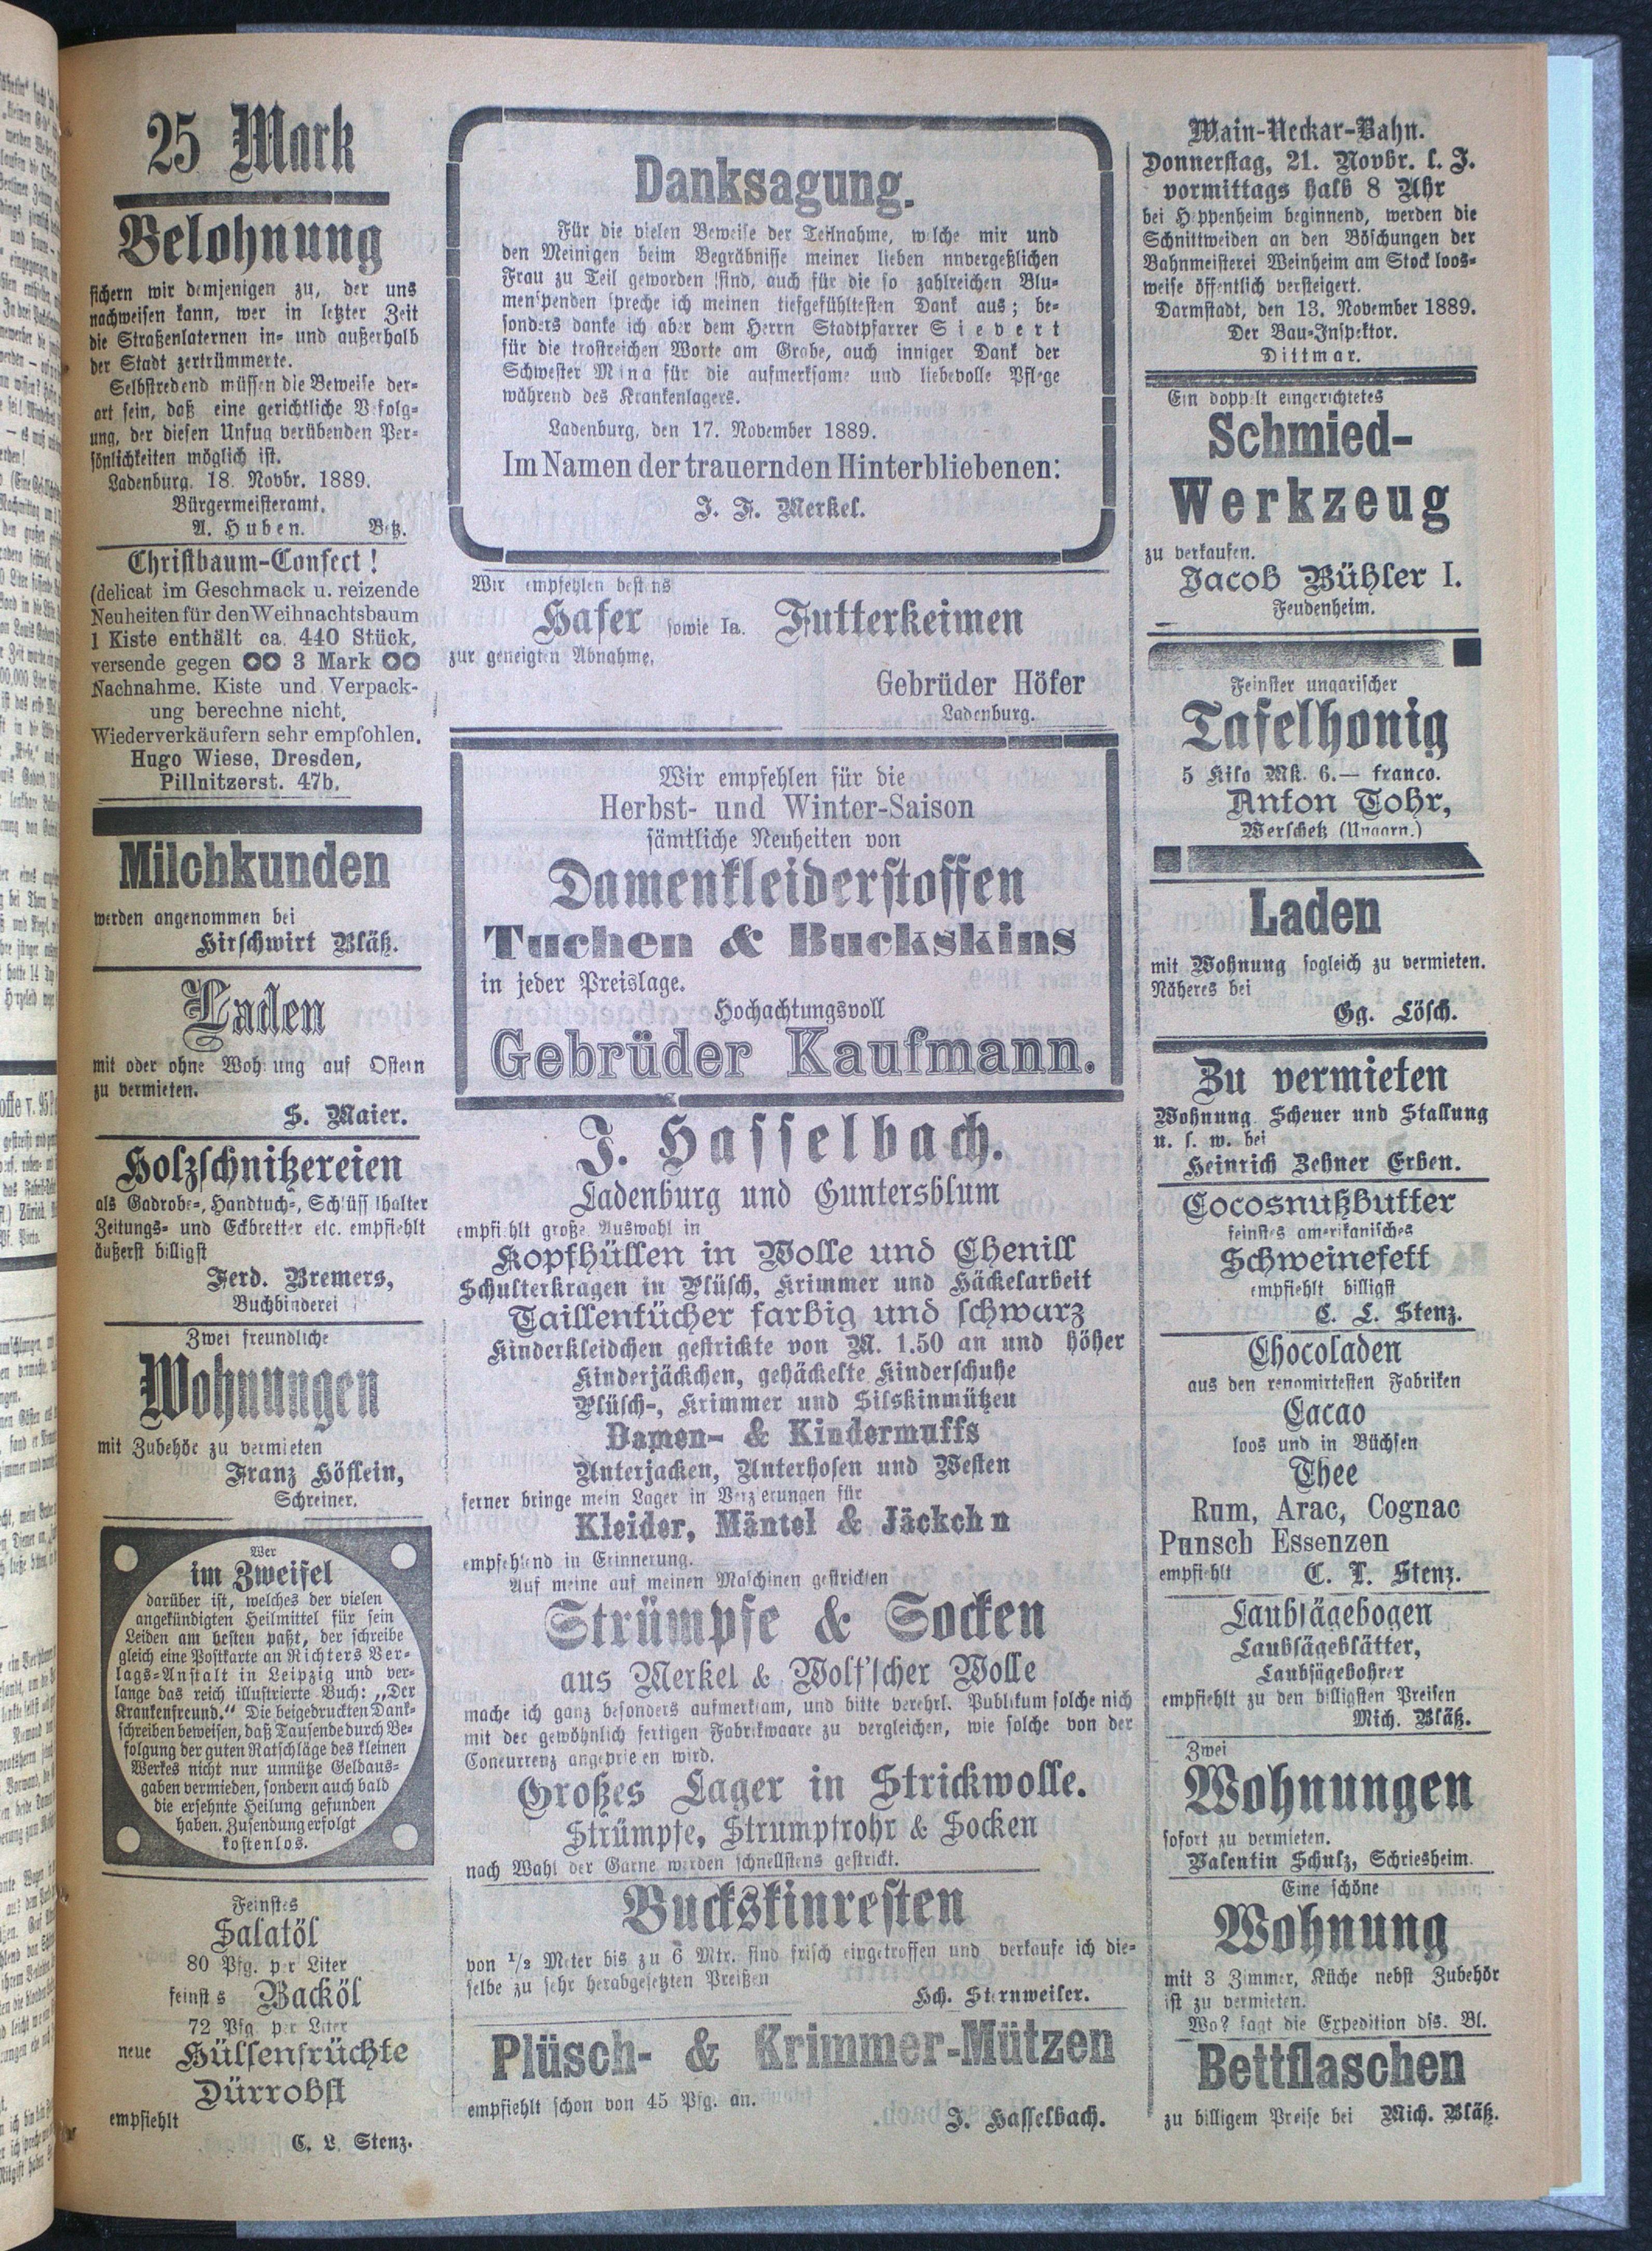 25 Mark
Belohnung
sichern wir demjenigen zu, der uns
nachweisen kann, wer in letzter Zeit
die Straßenlaternen in- und außerhalb
der Stadt zertrümmerte.
Selbstredend müssen die Beweise der-
art sein, daß eine gerichtliche Verfolg-
ung, der diesen Unfug verübenden Per-
sönlichkeiten möglich ist.
Ladenburg, 18. Novbr. 1889.
Bürgermeisteramt.
A. Huben. Betz.
Christbaum-Confect!
(delicat im Geschmack u. reizende
Neuheiten für den Weihnachtsbaum
1 Kiste enthält ca. 440 Stück,
versende gegen 3 Mark
Nachnahme. Kiste und Verpack-
ung berechne nicht,
Wiederverkäufern sehr empfohlen.
Hugo Wiese, Dresden,
Pillnitzerst. 47b.
Milchkunden
werden angenommen bei
Hirschwirt Bläß.
Laden
mit oder ohne Wohnung auf Ostern
zu vermieten.
S. Maier.
Holzschnitzereien
als Gadrobe-, Handtuch-, Schlüsselhalter
Zeitungs- und Eckbretter etc. empfiehlt
äußerst billigst
Ferd. Bremers,
Buchbinderei
Zwei freundliche
Wohnungen
mit Zubehör zu vermieten
Franz Höflein,
Schreiner.
Wer
im Zweifel
darüber ist, welches der vielen
angekündigten Heilmittel für sein
Leiden am besten paßt, der schreibe
gleich eine Postkarte an Richters Ver-
lags-Anstalt in Leipzig und ver-
lange das reich illustrierte Buch: „Der
Krankenfreund.“ Die beigedruckten Dank-
schreiben beweisen, daß Tausende durch Be-
folgung der guten Ratschläge des kleinen
Werkes nicht nur unnütze Geldaus-
gaben vermieden, sondern auch bald
die ersehnte Heilung gefunden
haben. Zusendung erfolgt
kostenlos.
Feinstes
Salatöl
80 Pfg. per Liter
feinstes Backöl
72 Pfg. per Liter
neue Hülsenfrüchte
Dürrobst
empfiehlt
C. L. Stenz.
Danksagung.
Für die vielen Beweise der Teilnahme, welche mir und
den Meinigen beim Begräbnisse meiner lieben nnvergeßlichen
Frau zu Teil geworden sind, auch für die so zahlreichen Blu-
menspenden spreche ich meinen tiefgefühltesten Dank aus; be-
sonders danke ich aber dem Herrn Stadtpfarrer Sievert
für die trostreichen Worte am Grabe, auch inniger Dank der
Schwester Mina für die aufmerksame und liebevolle Pflege
während des Krankenlagers.
Ladenburg, den 17. November 1889.
Im Namen der trauernden Hinterbliebenen:
J. F. Merkel.
Wir empfehlen bestens
Hafer sowie Ia. Futterkeimen
zur geneigten Abnahme.
Gebrüder Höfer
Ladenburg.
Wir empfehlen für die
Herbst- und Winter-Saison
sämtliche Neuheiten von
Damenkleiderstoffen
Tuchen & Buckskins
in jeder Preislage.
Hochachtungsvoll
Gebrüder Kaufmann.
J. Hasselbach.
Ladenburg und Guntersblum
empfiehlt große Auswahl in
Kopfhüllen in Wolle und Chenill
Schulterkragen in Plüsch, Krimmer und Häckelarbeit
Taillentücher farbig und schwarz
Kinderkleidchen gestrickte von M. 1.50 an und höher
Kinderjäckchen, gehäckelte Kinderschuhe
Plüsch-, Krimmer und Silskinmützen
Damen- & Kindermuffs
Unterjacken, Unterhosen und Westen
ferner bringe mein Lager in Verzierungen für
Kleider, Mäntel & Jäckchen
empfehlend in Erinnerung.
Auf meine auf meinen Maschinen gestrickten
Strümpfe & Socken
aus Merkel & Wolf'scher Wolle
mache ich ganz besonders aufmerksam, und bitte verehrl. Publikum solche nich
mit der gewöhnlich fertigen Fabrikwaare zu vergleichen, wie solche von der
Concurrenz angepriesen wird.
Großes Lager in Strickwolle.
Strümpfe, Strumpfrohr & Socken
nach Wahl der Garne werden schnellstens gestrickt.
Buckskinresten
von 1/2 Meter bis zu 6 Mtr. sind frisch eingetroffen und verkaufe ich die-
selbe zu sehr herabgesetzten Preißen
Hch. Sternweiler.
Plüsch- & Krimmer-Mützen
empfiehlt schon von 45 Pfg. an.
J. Hasselbach.
Main-Neckar-Bahn.
Donnerstag, 21. Novbr. l. J.
vormittags halb 8 Uhr
bei Heppenheim beginnend, werden die
Schnittweiden an den Böschungen der
Bahnmeisterei Weinheim am Stock loos-
weise öffentlich versteigert.
Darmstadt, den 13. November 1889.
Der Bau-Inspektor.
Dittmar.
Ein doppelt eingerichtetes
Schmied-
Werkzeug
zu verkaufen.
Jacob Bühler I.
Feudenheim.
Feinster ungarischer
Tafelhonig
5 Kilo Mk. 6.— franco.
Anton Tohr,
Werschetz (Ungarn.)
Laden
mit Wohnung sogleich zu vermieten.
Näheres bei
Gg. Lösch.
Zu vermieten
Wohnung Scheuer und Stallung
u. s. w. bei
Heinrich Zehner Erben.
Cocosnußbutter
feinstes amerikanisches
Schweinefett
empfiehlt billigst
C. L. Stenz.
Chocoladen
aus den renomirtesten Fabriken
Cacao
loos und in Büchsen
Thee
Rum, Arac, Cognac
Punsch Essenzen
empfiehlt C. L. Stenz.
Laubsägebogen
Laubsägeblätter,
Laubsägebohrer
empfiehlt zu den billigsten Preisen
Mich. Bläß.
Zwei
Wohnungen
sofort zu vermieten.
Valentin Schulz, Schriesheim.
Eine schöne
Wohnung
mit 3 Zimmer, Küche nebst Zubehör
ist zu vermieten.
Wo? sagt die Expedition dss. Bl.
Bettflaschen
zu billigem Preise bei Mich. Bläß.